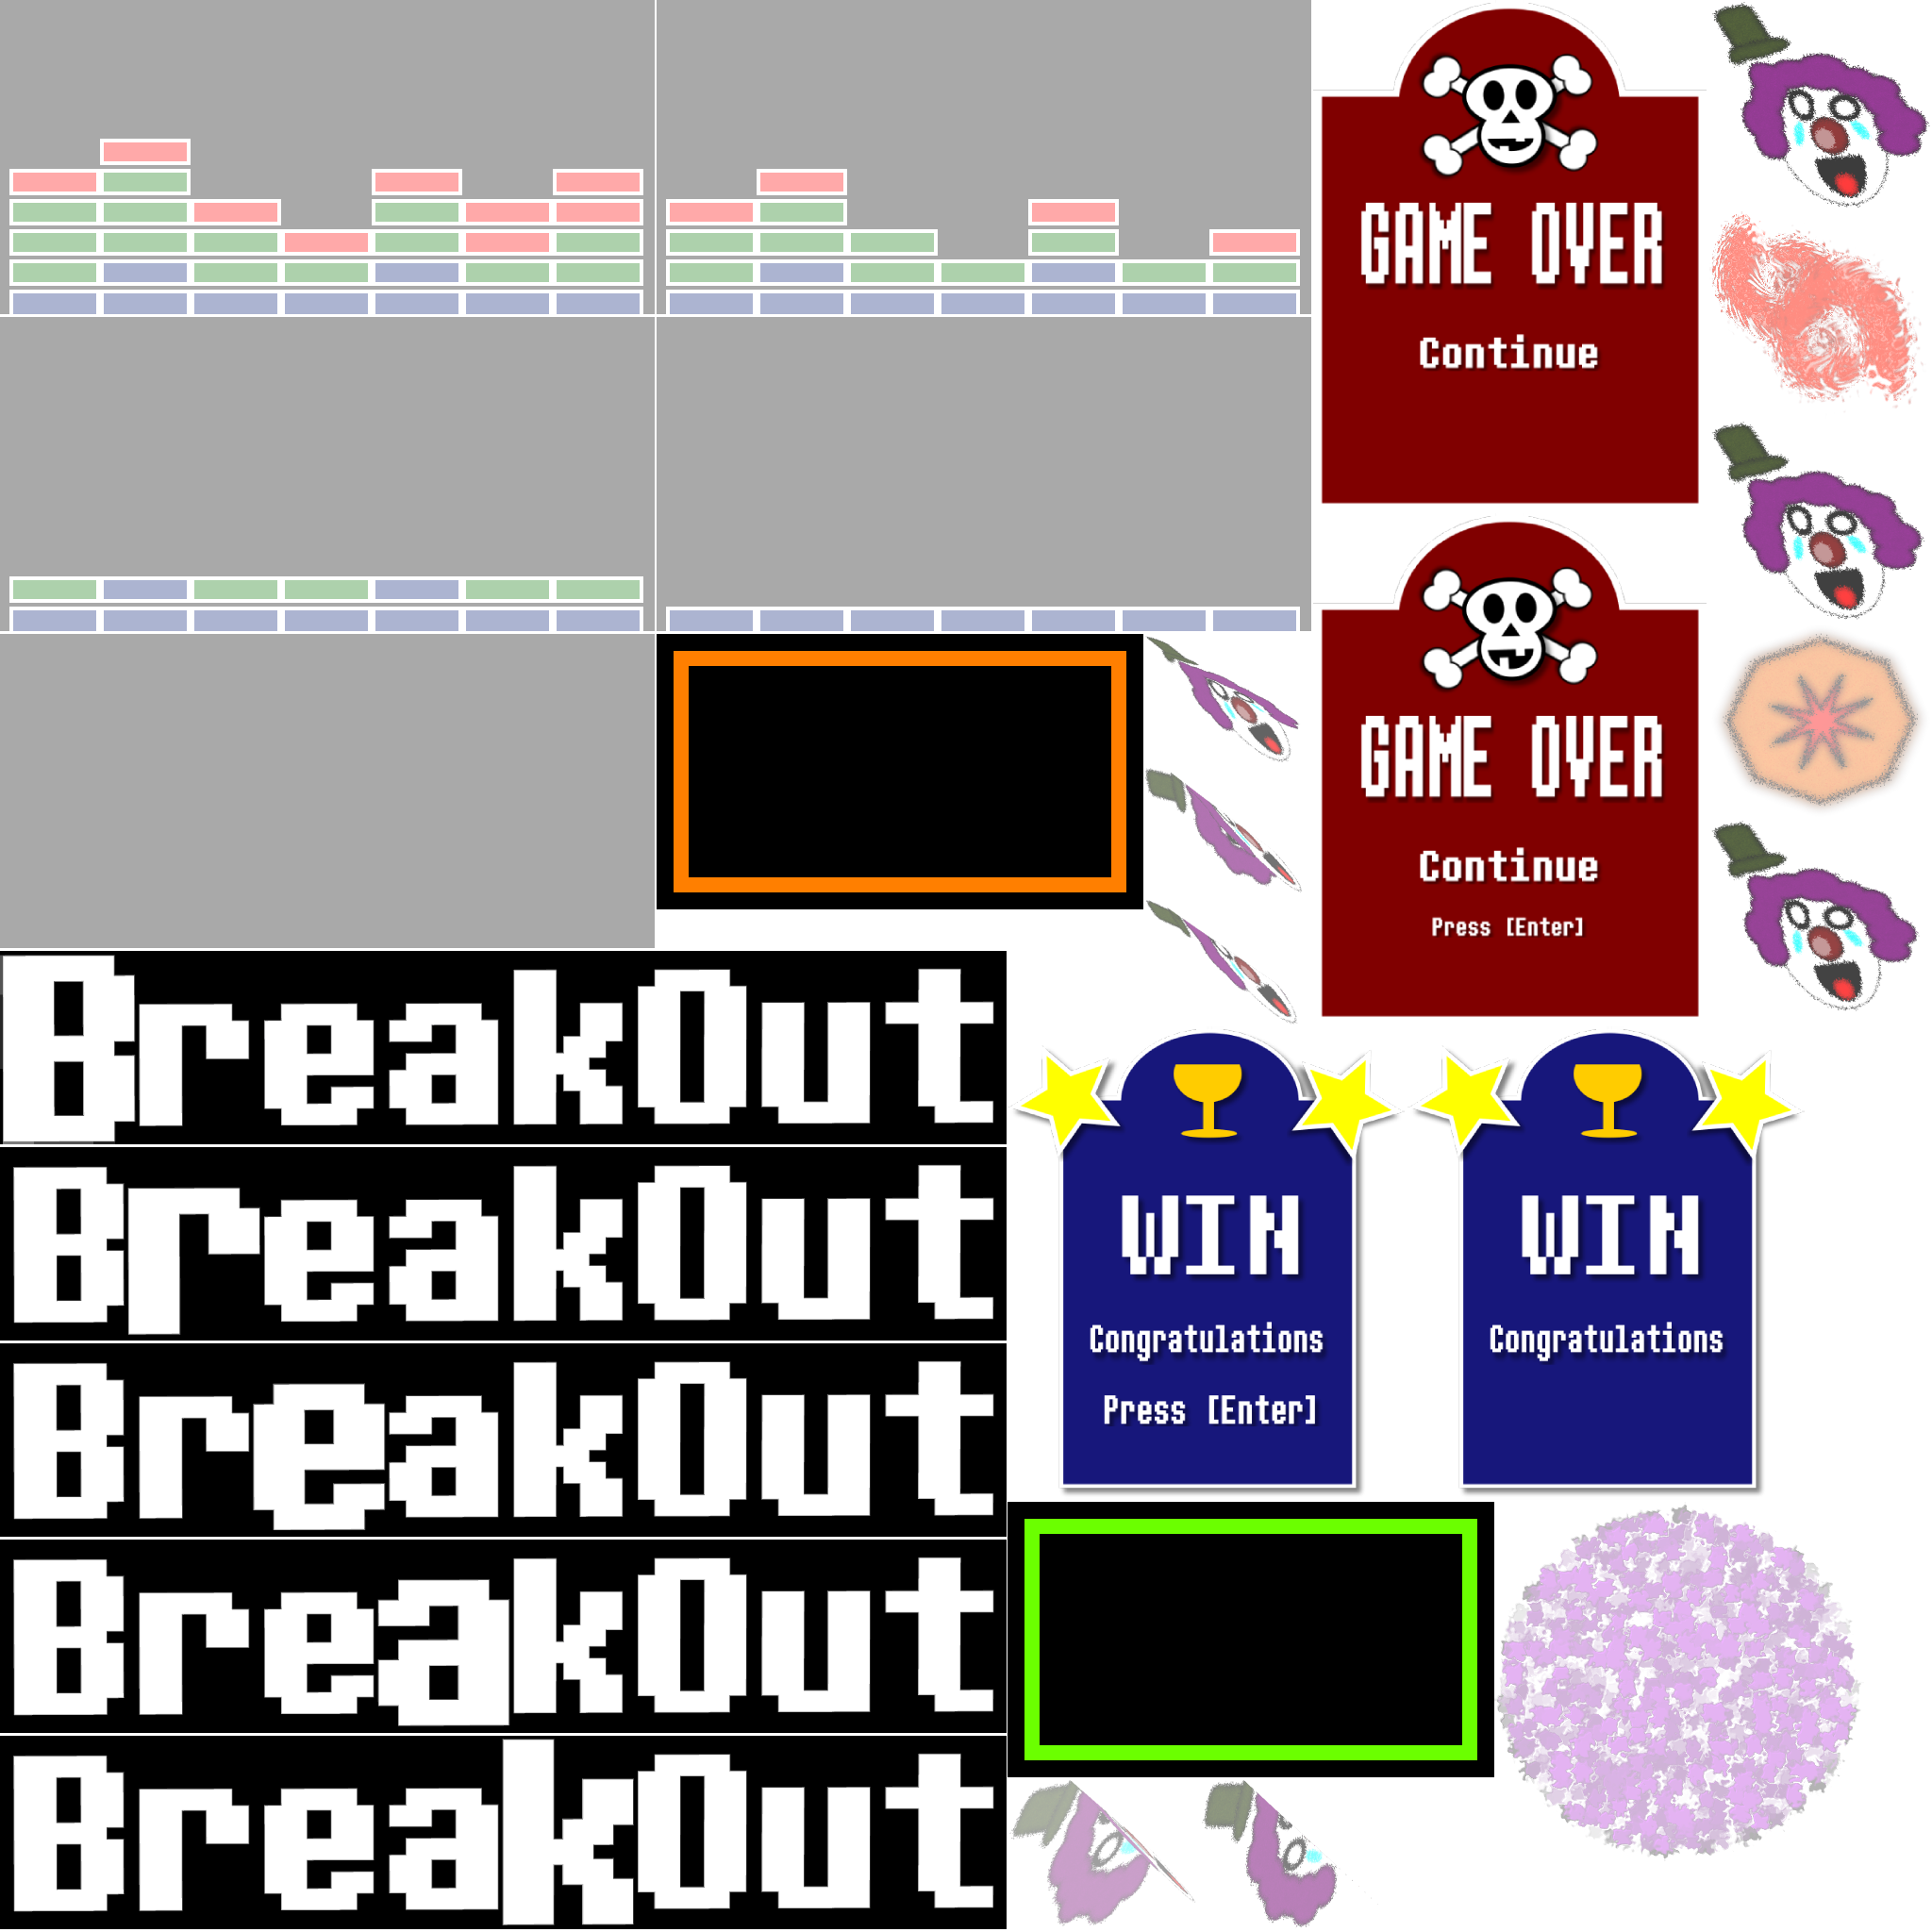 GAME OVER
Continue
GAME OVER
Continue
Press [Enter]
BreakOut
BreakOut
BreakOut
BreakOut
BreakOut
WIN
Congratulations
Press [Enter]
WIN
Congratulations